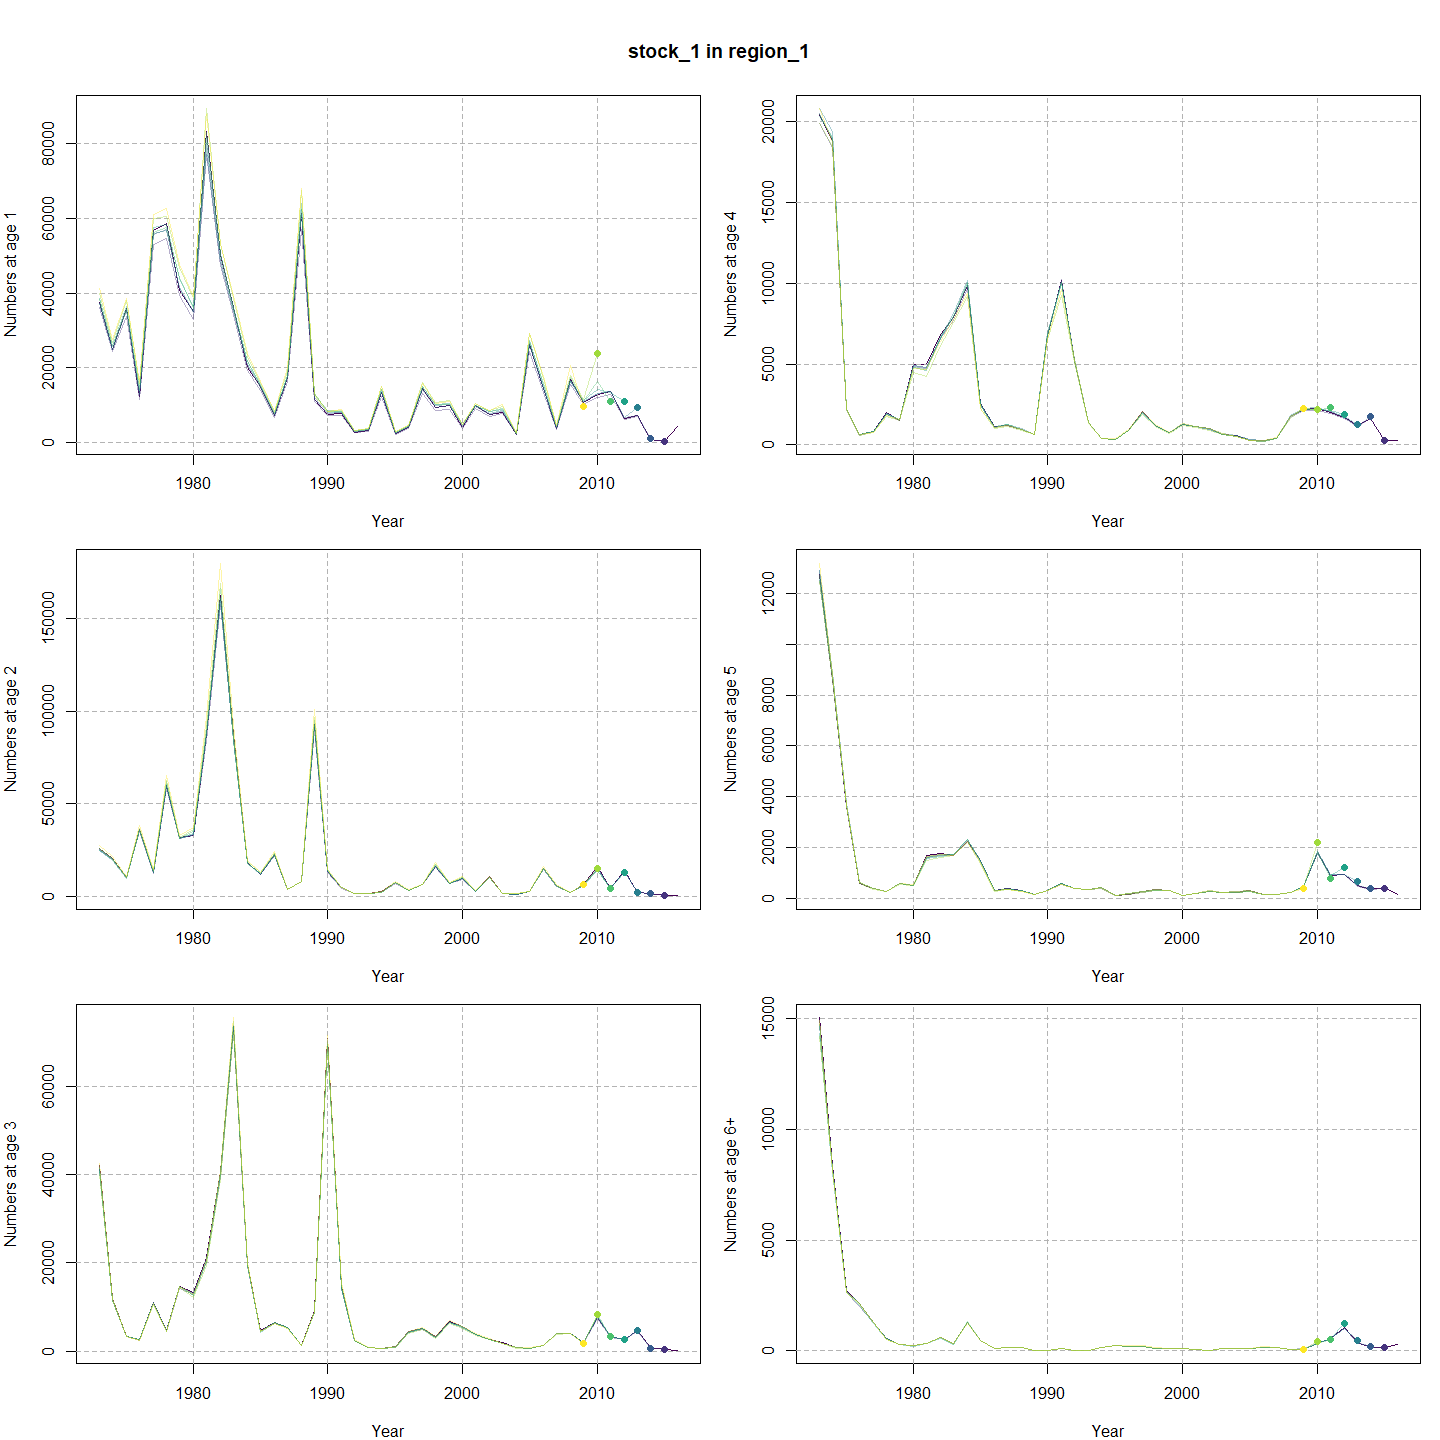 stock_1 in region_1
Numbers at age 1
80000
60000
40000
20000
0
1980 1990 2000 2010
Year
Numbers at age 4
20000
15000
10000
5000
0
1980 1990 2000 2010
Year
Numbers at age 2
150000
100000
50000
0
1980 1990 2000 2010
Year
Numbers at age 5
12000
8000
6000
4000
2000
0
1980 1990 2000 2010
Year
Numbers at age 3
60000
40000
20000
0
1980 1990 2000 2010
Year
Numbers at age 6+
15000
10000
5000
0
1980 1990 2000 2010
Year